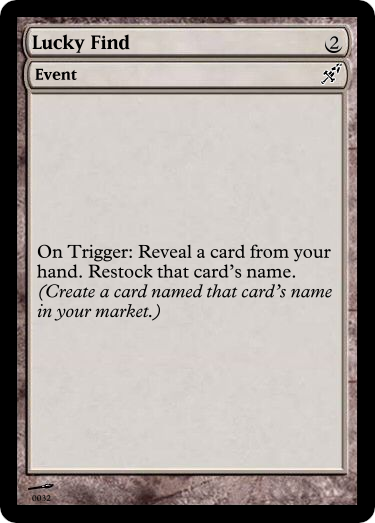 Lucky Find
2
Event
On Trigger: Reveal a card from your
hand. Restock that card's name.
(Create a card named that card's name
in your market.)
0032